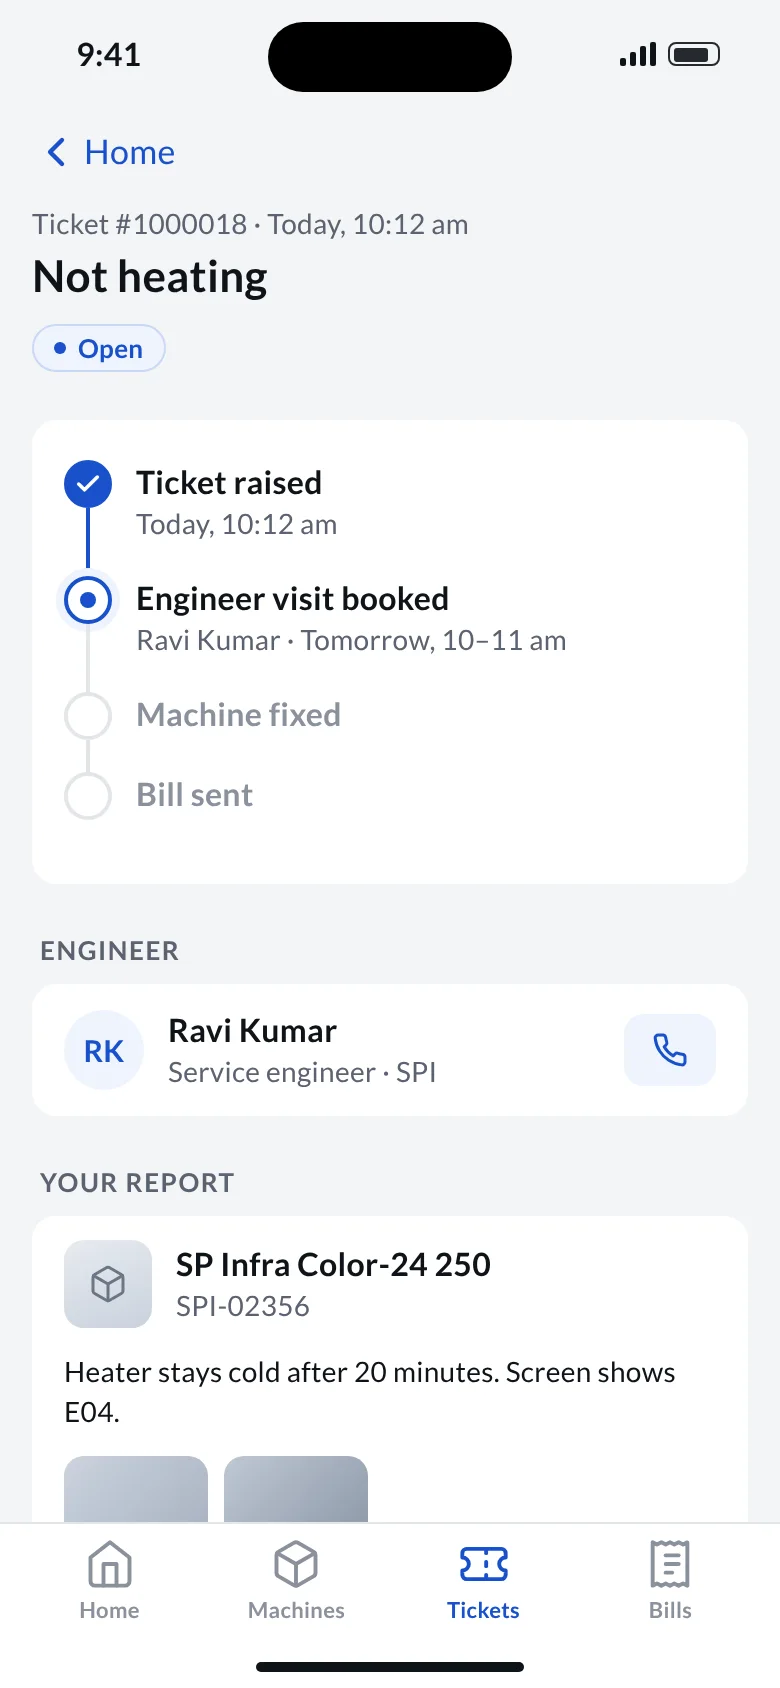 9:41
Home
Ticket #1000018 · Today, 10:12 am
Not heating
Open
Ticket raised
Today, 10:12 am
Engineer visit booked
Ravi Kumar · Tomorrow, 10–11 am
Machine fixed
Bill sent
ENGINEER
RK
Ravi Kumar
Service engineer · SPI
YOUR REPORT
SP Infra Color-24 250
SPI-02356
Heater stays cold after 20 minutes. Screen shows
E04.
Home
Machines
Tickets
Bills